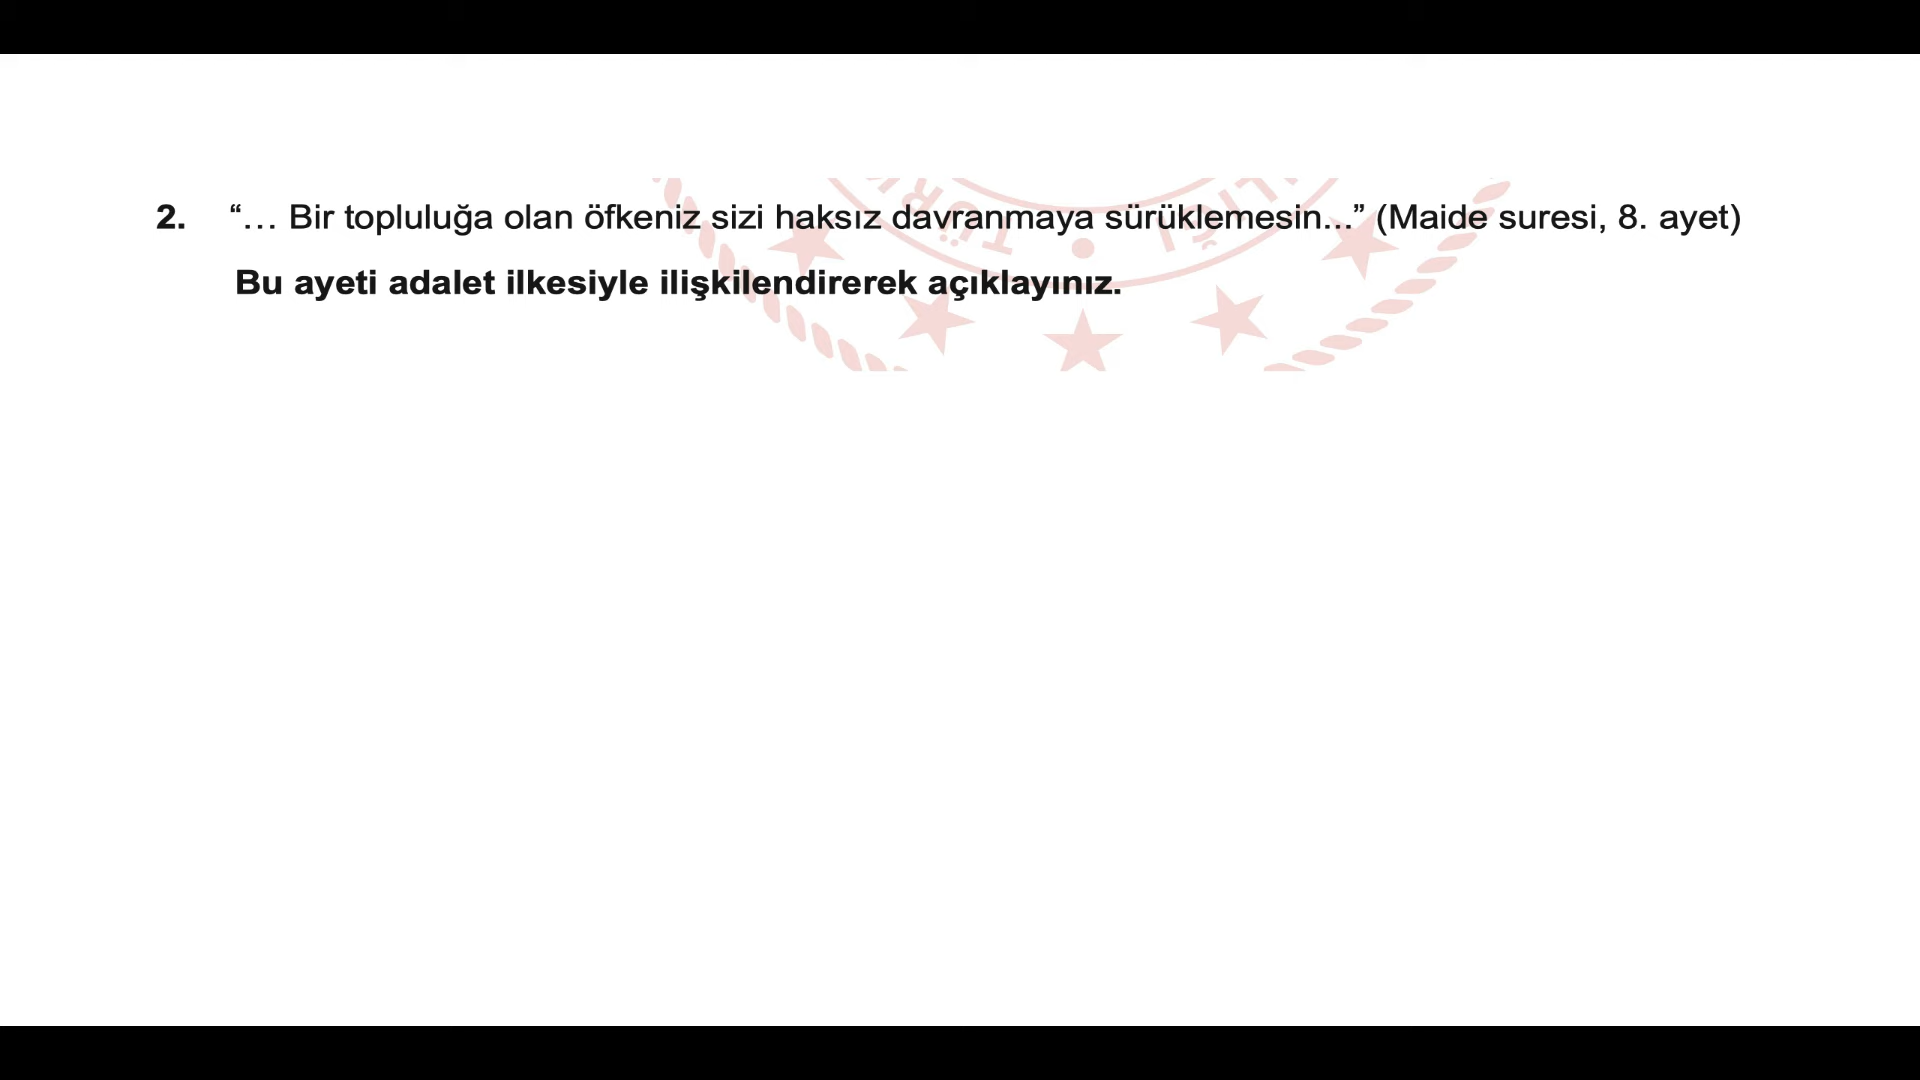 2. “… Bir topluluğa olan öfkeniz sizi haksız davranmaya sürüklemesin...” (Maide suresi, 8. ayet)
Bu ayeti adalet ilkesiyle ilişkilendirerek açıklayınız.